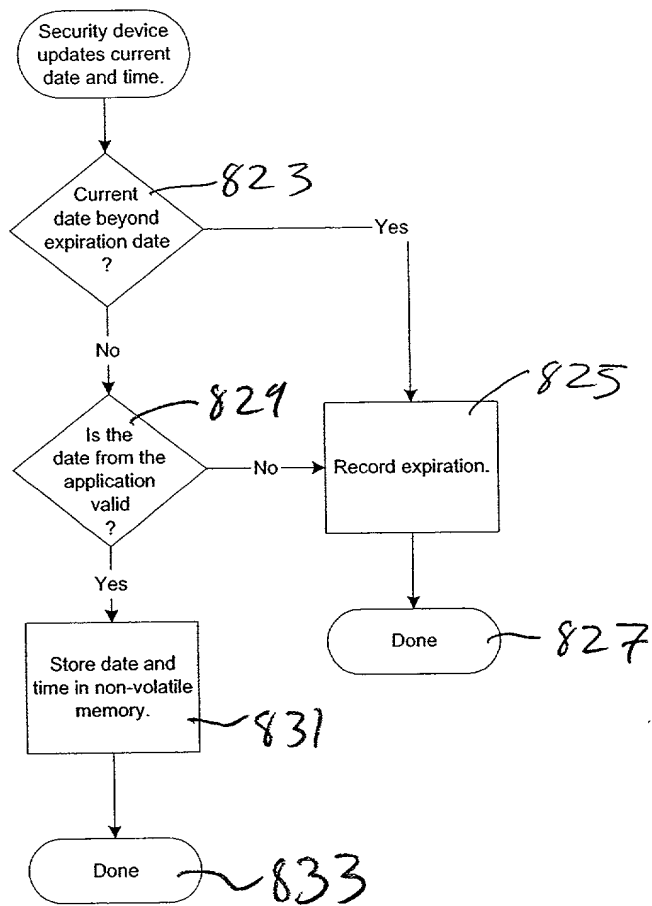 Security device
updates current
date and time.
823
Current
date beyond
expiration date
?
Yes
No
829
825
Is the
date from the
application
valid
?
No
Record expiration.
Yes
Done
827
Store date and
time in non-volatile
memory.
831
Done
833